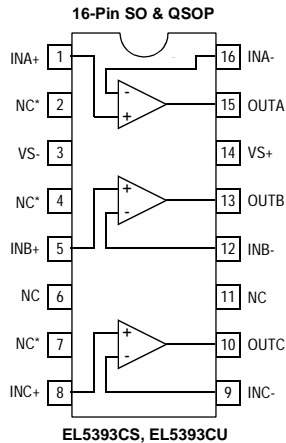 16-Pin SO & QSOP
INA+ 1 16 INA-
NC* 2 - + 15 OUTA
VS- 3 14 VS+
NC* 4 + - 13 OUTB
INB+ 5 12 INB-
NC 6 11 NC
NC* 7 + - 10 OUTC
INC+ 8 9 INC-
EL5393CS, EL5393CU